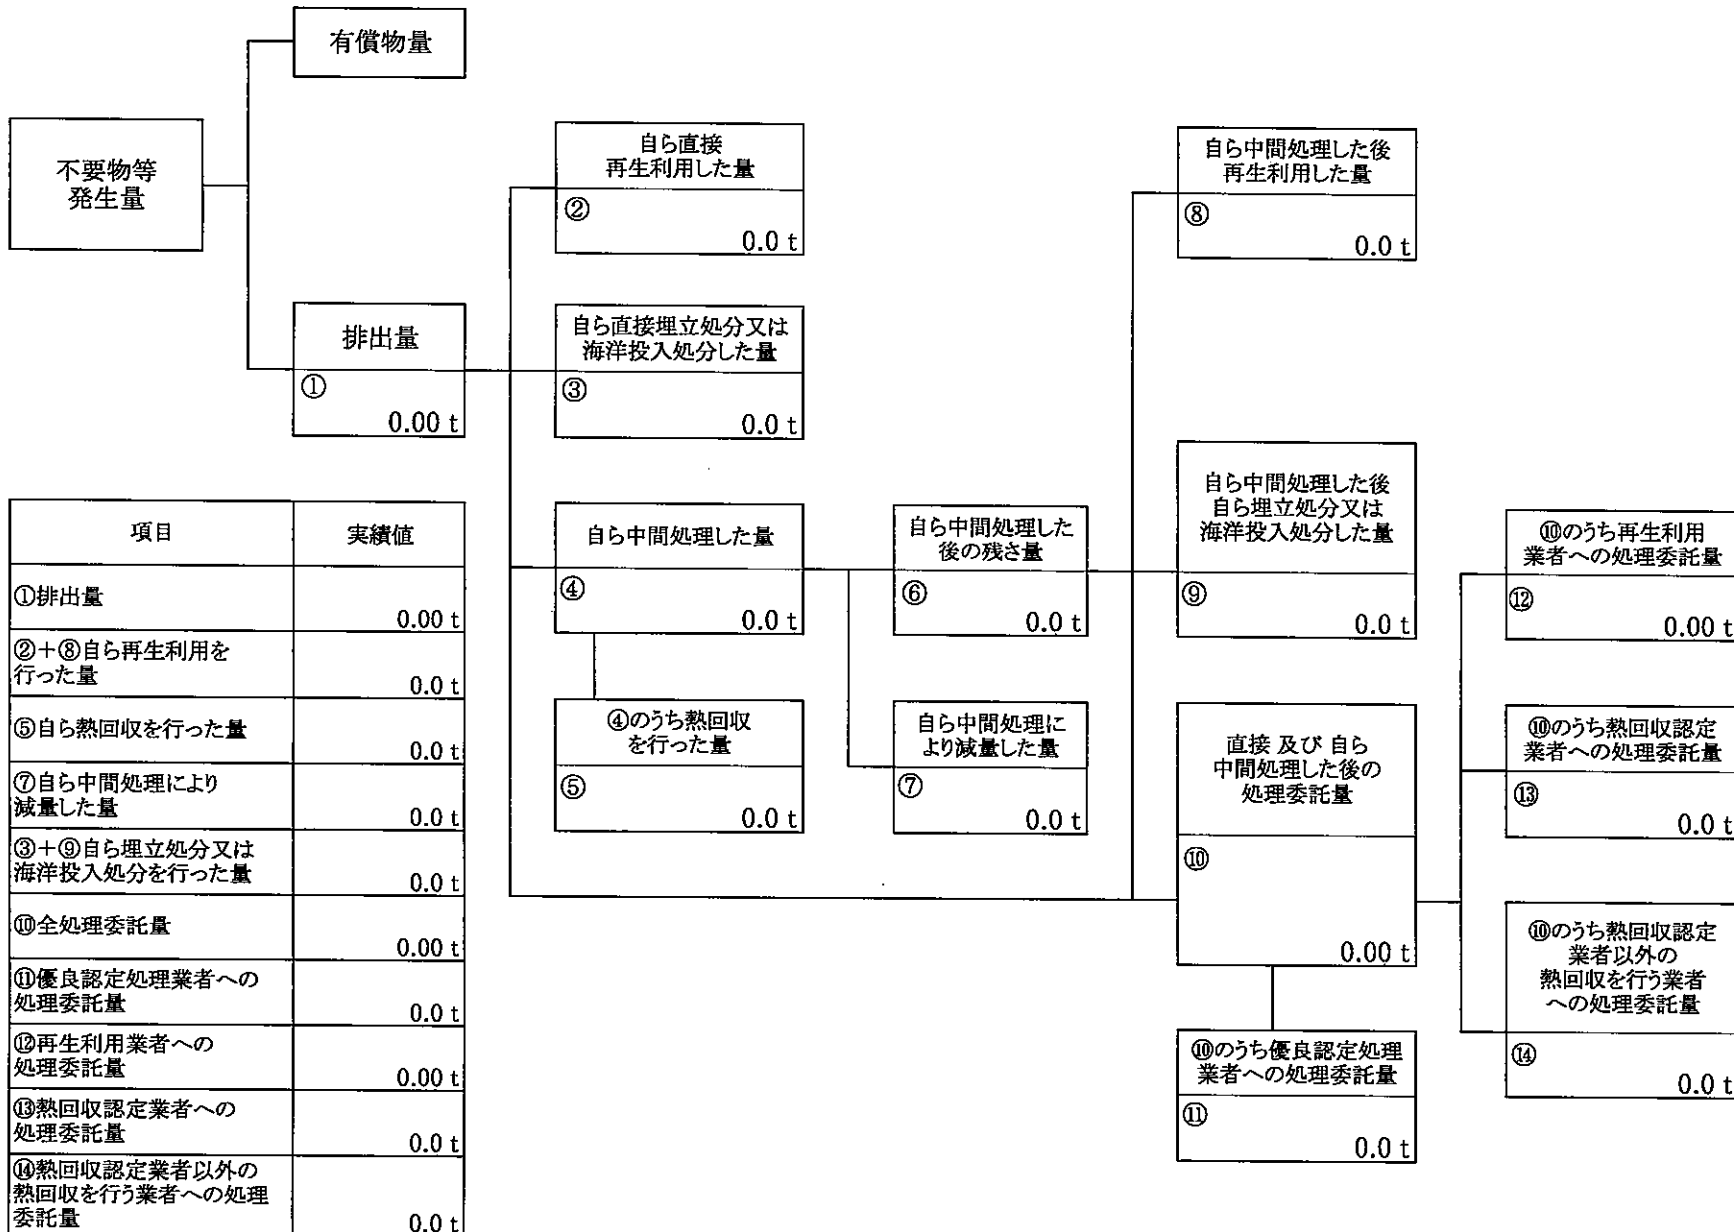 有償物量
不要物等
発生量
排出量
①
0.00 t
自ら直接
再生利用した量
②
0.0 t
自ら直接埋立処分又は
海洋投入処分した量
③
0.0 t
自ら中間処理した量
④
0.0 t
④のうち熱回収
を行った量
⑤
0.0 t
自ら中間処理した
後の残さ量
⑥
0.0 t
自ら中間処理に
より減量した量
⑦
0.0 t
自ら中間処理した後
再生利用した量
⑧
0.0 t
自ら中間処理した後
自ら埋立処分又は
海洋投入処分した量
⑨
0.0 t
直接 及び 自ら
中間処理した後の
処理委託量
⑩
0.00 t
⑩のうち優良認定処理
業者への処理委託量
⑪
0.0 t
⑩のうち再生利用
業者への処理委託量
⑫
0.00 t
⑩のうち熱回収認定
業者への処理委託量
⑬
0.0 t
⑩のうち熱回収認定
業者以外の
熱回収を行う業者
への処理委託量
⑭
0.0 t
項目 実績値
①排出量
0.00 t
②+⑧自ら再生利用を
行った量
0.0 t
⑤自ら熱回収を行った量
0.0 t
⑦自ら中間処理により
減量した量
0.0 t
③+⑨自ら埋立処分又は
海洋投入処分を行った量
0.0 t
⑩全処理委託量
0.00 t
⑪優良認定処理業者への
処理委託量
0.0 t
⑫再生利用業者への
処理委託量
0.00 t
⑬熱回収認定業者への
処理委託量
0.0 t
⑭熱回収認定業者以外の
熱回収を行う業者への処理
委託量
0.0 t